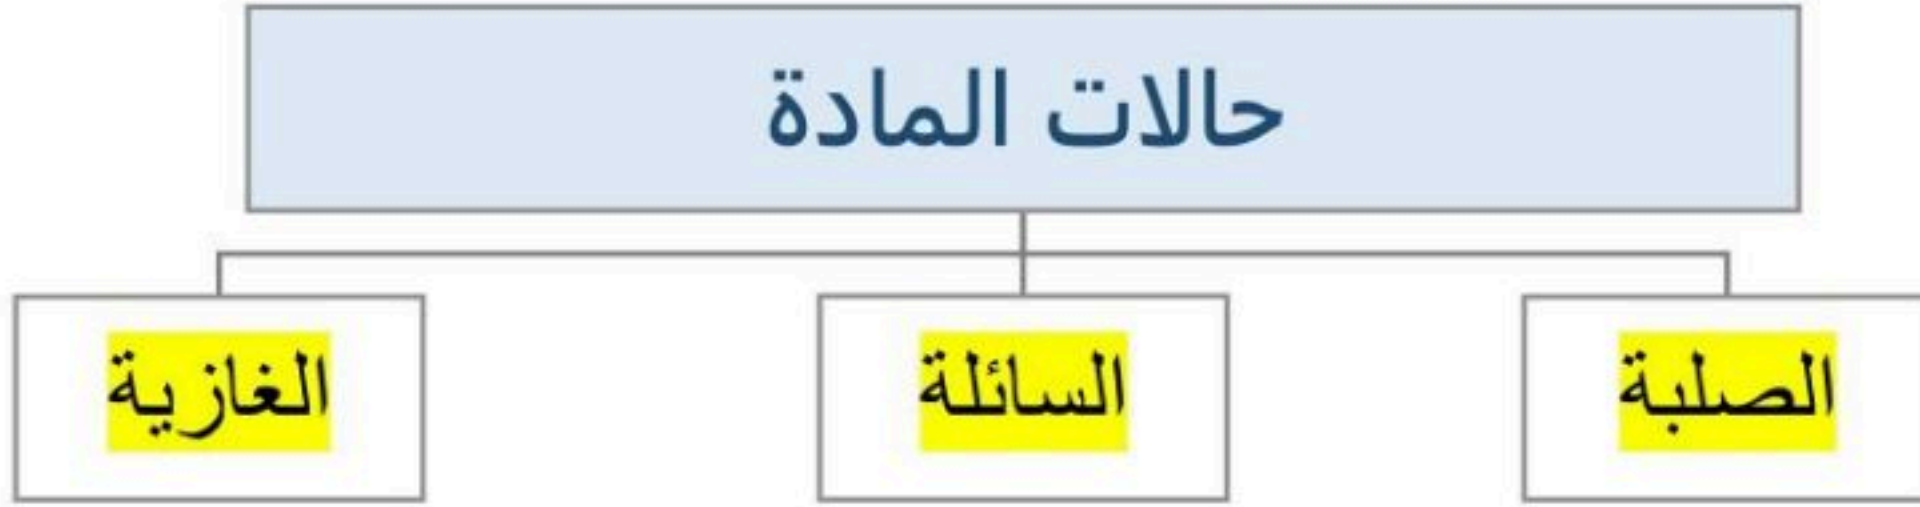 حالات المادة
الصلبة
السائلة
الغازية